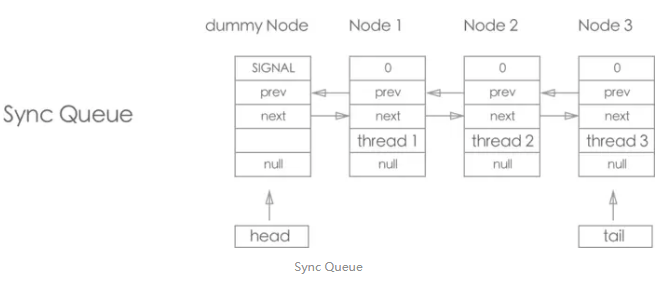 dummy Node Node 1 Node 2 Node 3
SIGNAL 0 0 0
prev prev prev prev
Sync Queue
next next next next
thread 1 thread 2 thread 3
null null null null
head tail
Sync Queue